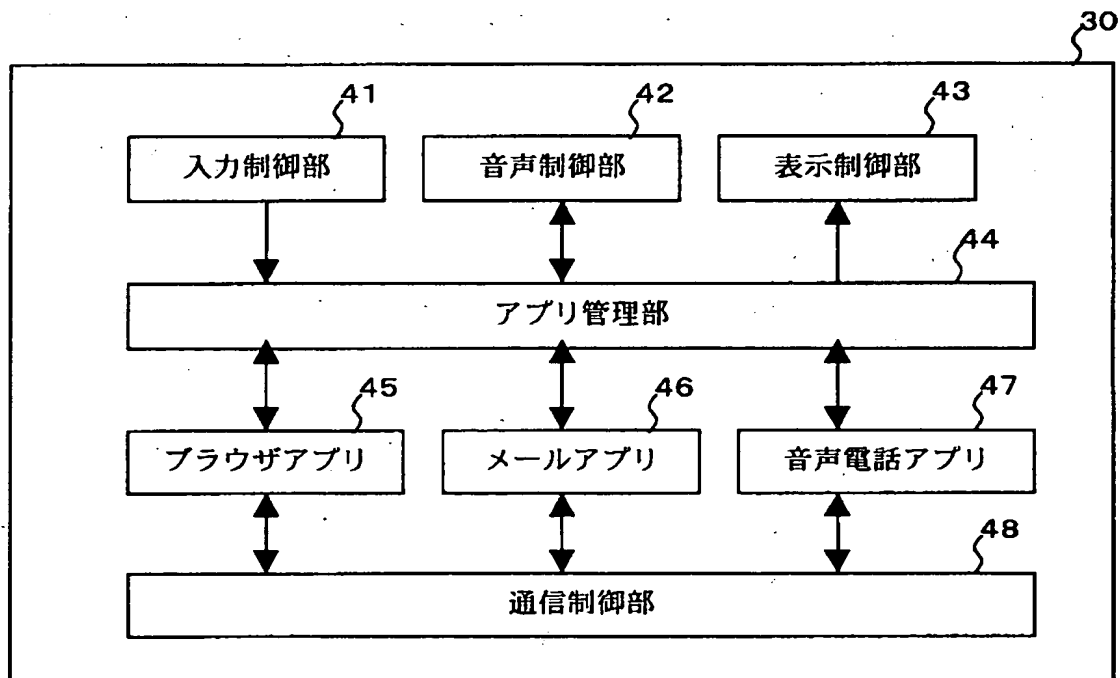 30
41
42
43
入力制御部
音声制御部
表示制御部
44
アプリ管理部
45
46
47
ブラウザアプリ
メールアプリ
音声電話アプリ
48
通信制御部